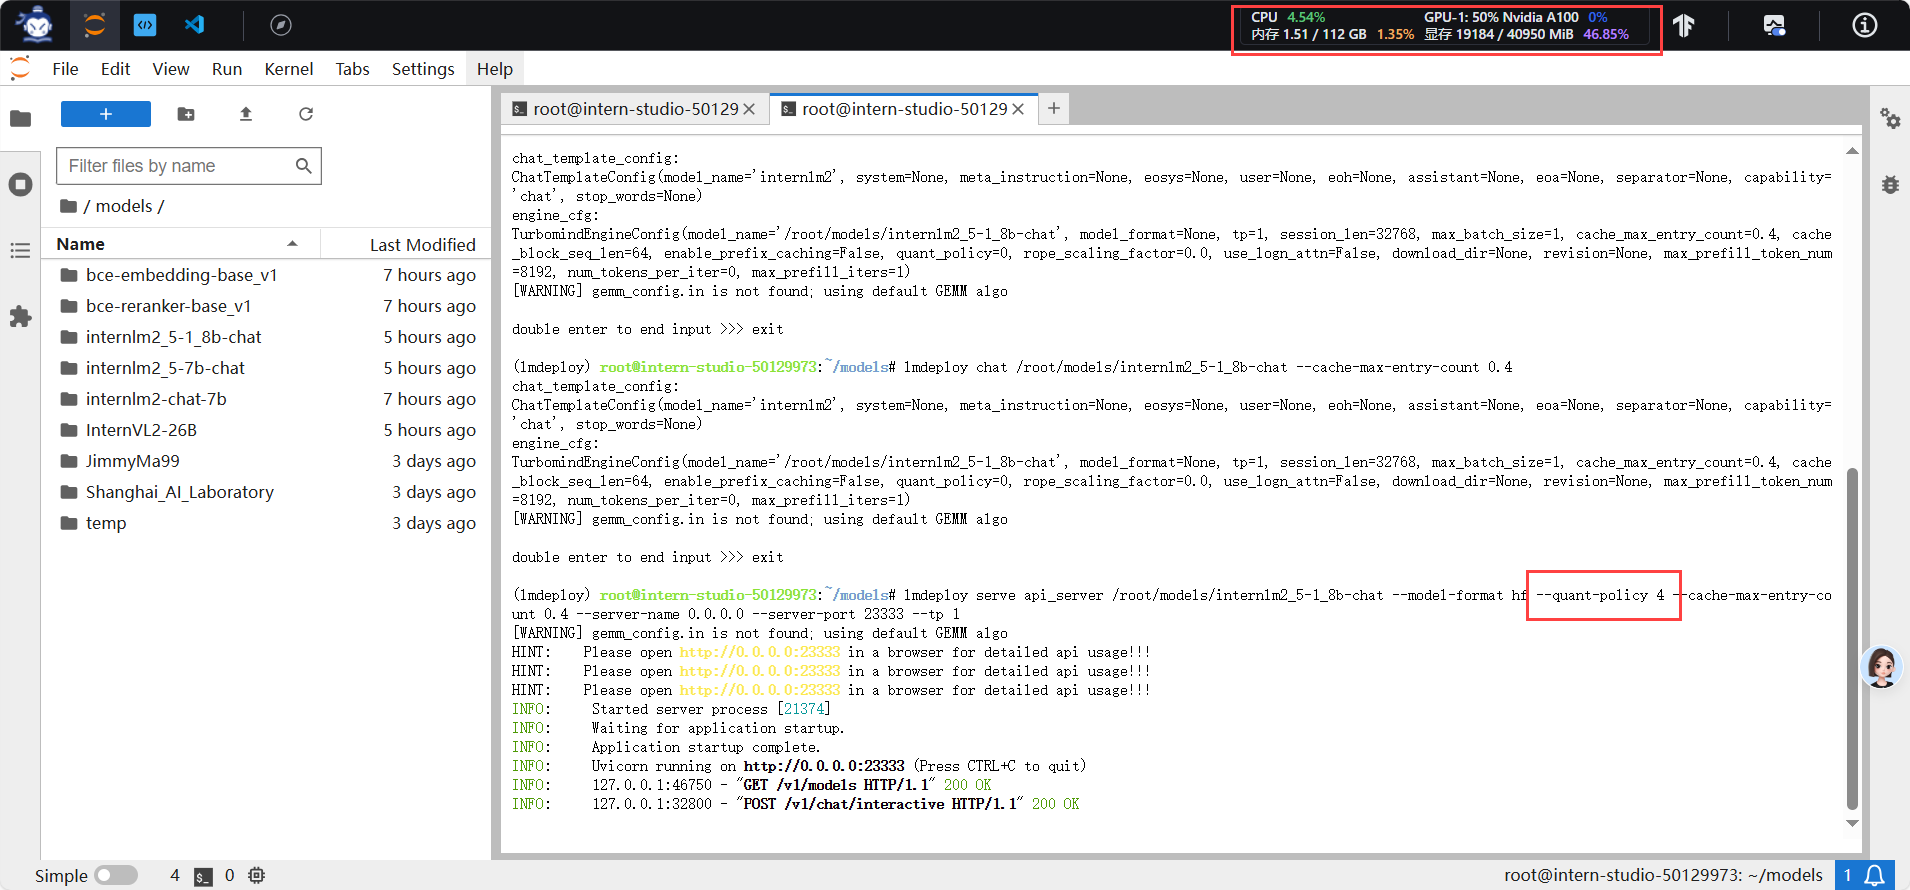 CPU 4.54% GPU-1: 50% Nvidia A100 0%
内存 1.51 / 112 GB 1.35% 显存 19184 / 40950 MiB 46.85%
File Edit View Run Kernel Tabs Settings Help
root@intern-studio-50129 root@intern-studio-50129
Filter files by name
/ models /
Name Last Modified
bce-embedding-base_v1 7 hours ago
bce-reranker-base_v1 7 hours ago
internlm2_5-1_8b-chat 5 hours ago
internlm2_5-7b-chat 5 hours ago
internlm2-chat-7b 7 hours ago
InternVL2-26B 5 hours ago
JimmyMa99 3 days ago
Shanghai_AI_Laboratory 3 days ago
temp 3 days ago
chat_template_config:
ChatTemplateConfig(model_name='internlm2', system=None, meta_instruction=None, eosys=None, user=None, eoh=None, assistant=None, eoa=None, separator=None, capability=
'chat', stop_words=None)
engine_cfg:
TurbomindEngineConfig(model_name='/root/models/internlm2_5-1_8b-chat', model_format=None, tp=1, session_len=32768, max_batch_size=1, cache_max_entry_count=0.4, cache
_block_seq_len=64, enable_prefix_caching=False, quant_policy=0, rope_scaling_factor=0.0, use_logn_attn=False, download_dir=None, revision=None, max_prefill_token_num
=8192, num_tokens_per_iter=0, max_prefill_iters=1)
[WARNING] gemm_config.in is not found; using default GEMM algo
double enter to end input >>> exit
(lmdeploy) root@intern-studio-50129973:~/models# lmdeploy chat /root/models/internlm2_5-1_8b-chat --cache-max-entry-count 0.4
chat_template_config:
ChatTemplateConfig(model_name='internlm2', system=None, meta_instruction=None, eosys=None, user=None, eoh=None, assistant=None, eoa=None, separator=None, capability=
'chat', stop_words=None)
engine_cfg:
TurbomindEngineConfig(model_name='/root/models/internlm2_5-1_8b-chat', model_format=None, tp=1, session_len=32768, max_batch_size=1, cache_max_entry_count=0.4, cache
_block_seq_len=64, enable_prefix_caching=False, quant_policy=0, rope_scaling_factor=0.0, use_logn_attn=False, download_dir=None, revision=None, max_prefill_token_num
=8192, num_tokens_per_iter=0, max_prefill_iters=1)
[WARNING] gemm_config.in is not found; using default GEMM algo
double enter to end input >>> exit
(lmdeploy) root@intern-studio-50129973:~/models# lmdeploy serve api_server /root/models/internlm2_5-1_8b-chat --model-format hf --quant-policy 4 --cache-max-entry-co
unt 0.4 --server-name 0.0.0.0 --server-port 23333 --tp 1
[WARNING] gemm_config.in is not found; using default GEMM algo
HINT: Please open http://0.0.0.0:23333 in a browser for detailed api usage!!!
HINT: Please open http://0.0.0.0:23333 in a browser for detailed api usage!!!
HINT: Please open http://0.0.0.0:23333 in a browser for detailed api usage!!!
INFO: Started server process [21374]
INFO: Waiting for application startup.
INFO: Application startup complete.
INFO: Uvicorn running on http://0.0.0.0:23333 (Press CTRL+C to quit)
INFO: 127.0.0.1:46750 - "GET /v1/models HTTP/1.1" 200 OK
INFO: 127.0.0.1:32800 - "POST /v1/chat/interactive HTTP/1.1" 200 OK
Simple 4 0 root@intern-studio-50129973: ~/models 1